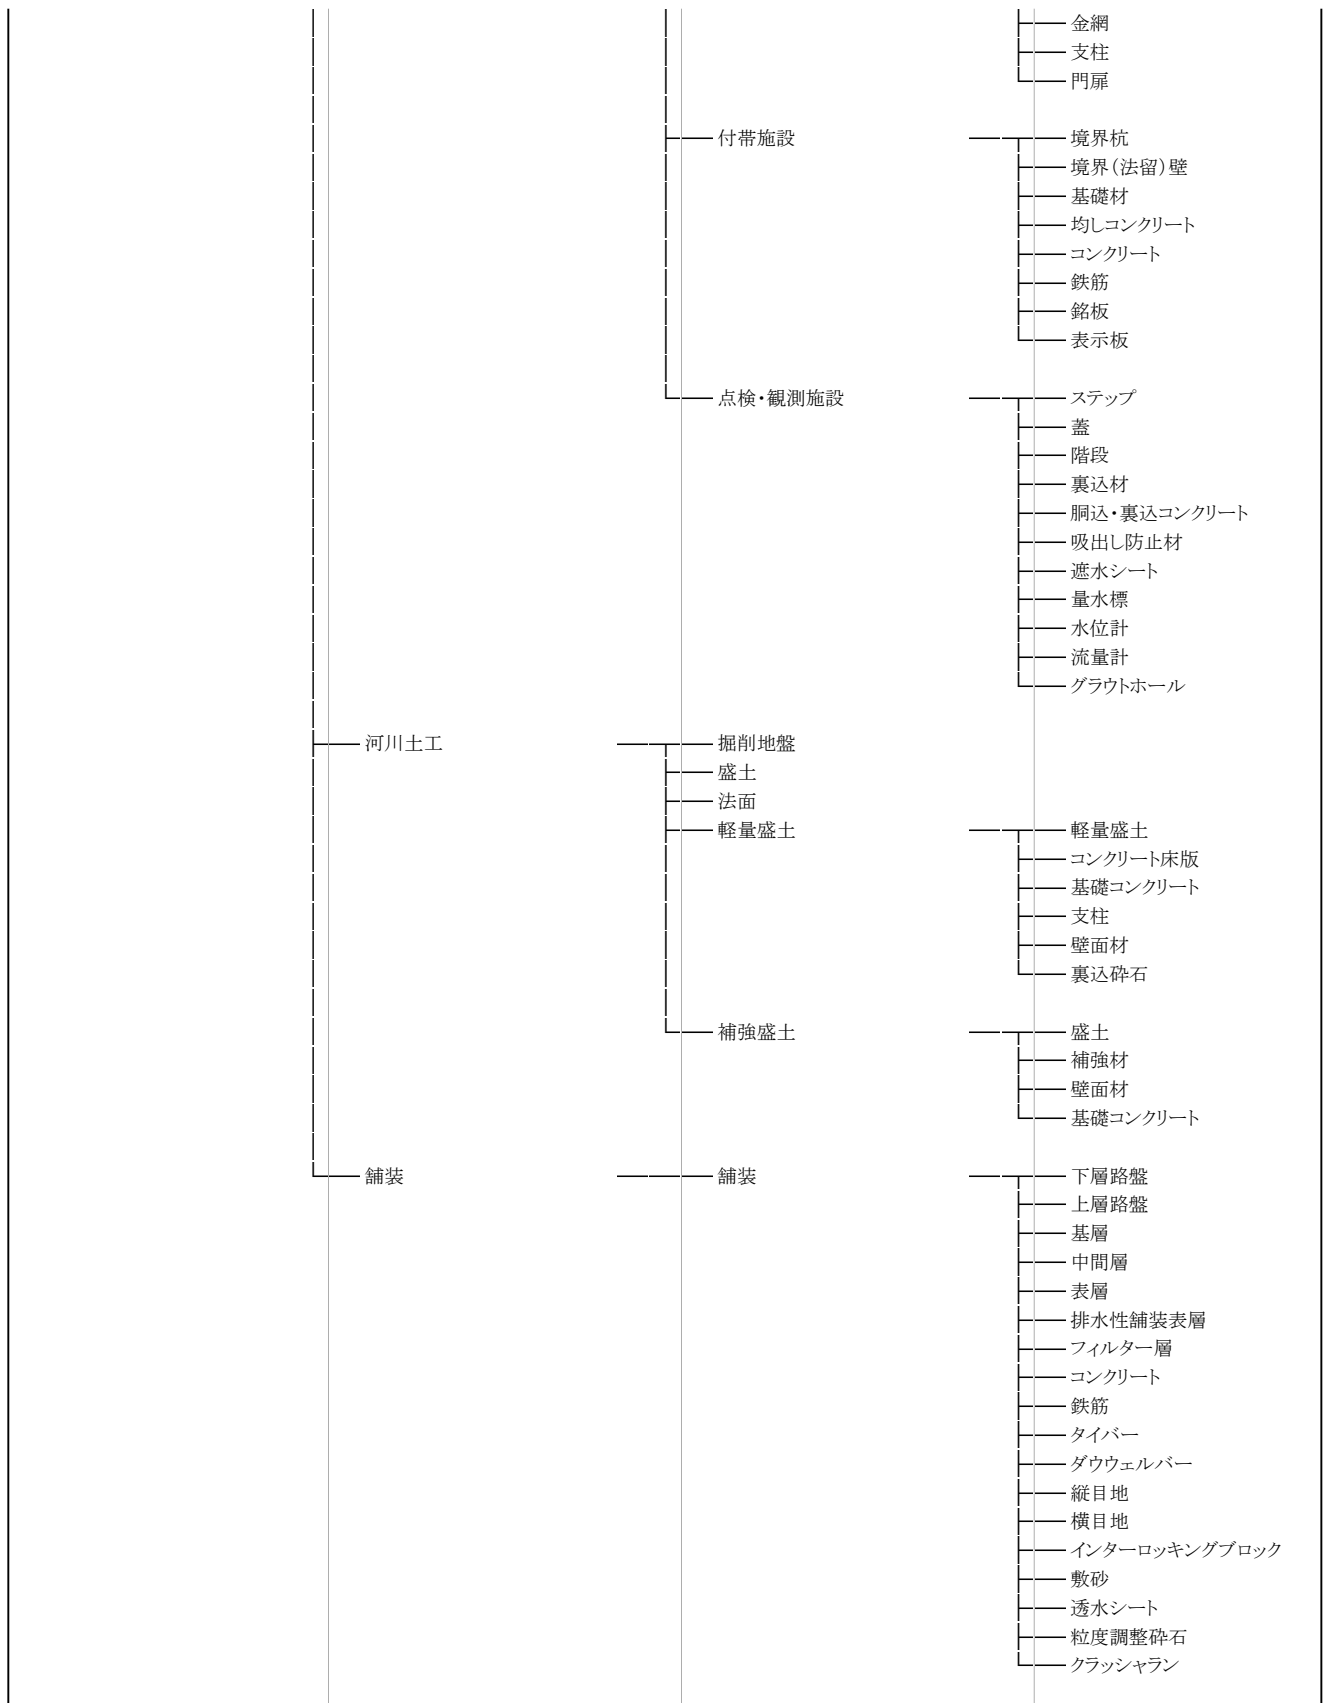 金網
支柱
門扉
付帯施設 境界杭
境界(法留)壁
基礎材
均しコンクリート
コンクリート
鉄筋
銘板
表示板
点検・観測施設 ステップ
蓋
階段
裏込材
胴込・裏込コンクリート
吸出し防止材
遮水シート
量水標
水位計
流量計
グラウトホール
河川土工 掘削地盤
盛土
法面
軽量盛土 軽量盛土
コンクリート床版
基礎コンクリート
支柱
壁面材
裏込砕石
補強盛土 盛土
補強材
壁面材
基礎コンクリート
舗装 舗装 下層路盤
上層路盤
基層
中間層
表層
排水性舗装表層
フィルター層
コンクリート
鉄筋
タイバー
ダウウェルバー
縦目地
横目地
インターロッキングブロック
敷砂
透水シート
粒度調整砕石
クラッシャラン